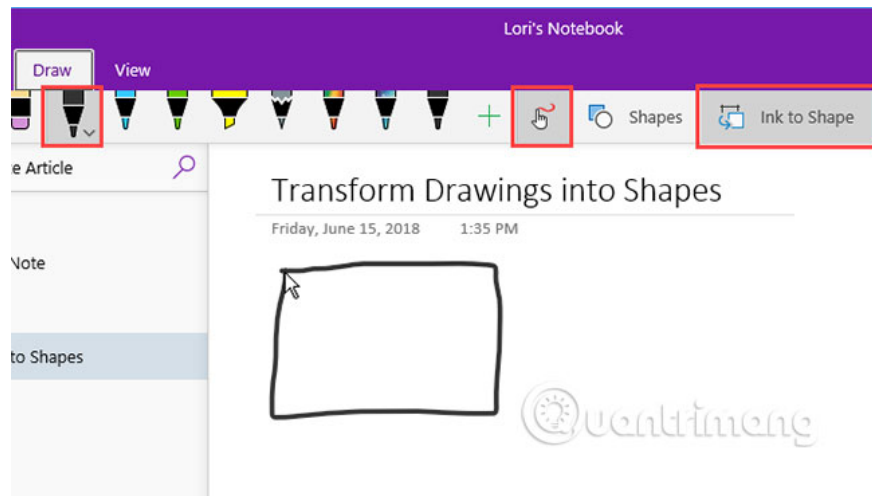 Lori's Notebook
Draw View
Shapes Ink to Shape
e Article
Transform Drawings into Shapes
Friday, June 15, 2018 1:35 PM
Note
to Shapes
Quantrimang